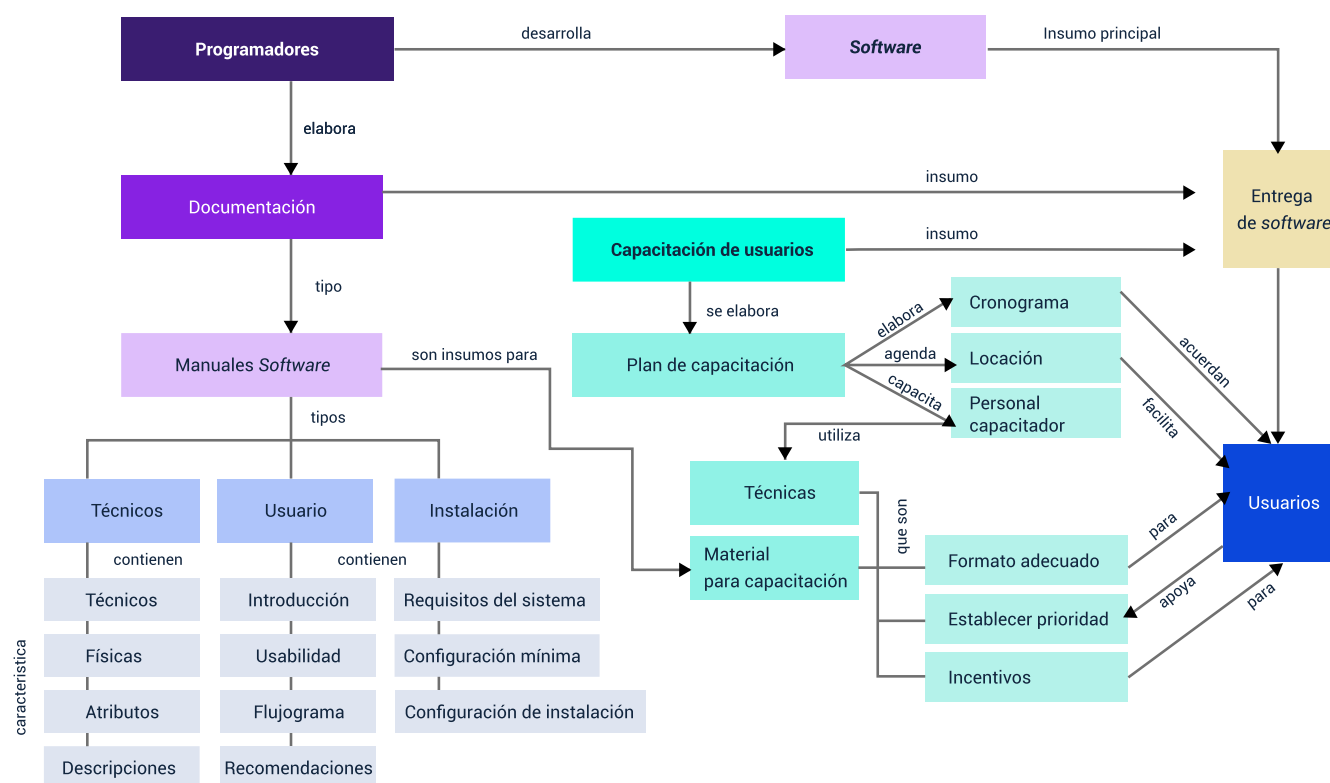 Programadores
desarrolla
Software
Insumo principal
elabora
Documentación
insumo
Entrega
de software
Capacitación de usuarios
insumo
tipo
se elabora
Manuales Software
son insumos para
Plan de capacitación
elabora
agenda
capacita
Cronograma
Locación
Personal
capacitador
acuerdan
facilita
tipos
utiliza
Técnicos
Usuario
Instalación
Técnicas
Usuarios
contienen
contienen
Material
para capacitación
que son
Formato adecuado
Establecer prioridad
Incentivos
para
apoya
para
caracteristica
Técnicos
Físicas
Atributos
Descripciones
Introducción
Usabilidad
Flujograma
Recomendaciones
Requisitos del sistema
Configuración mínima
Configuración de instalación